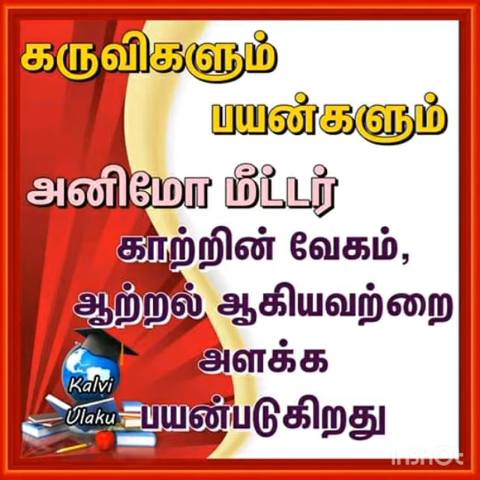 கருவிகளும்
பயன்களும்
அனிமோ மீட்டர்
காற்றின் வேகம்,
ஆற்றல் ஆகியவற்றை
அளக்க
Kalvi
Ulaku
பயன்படுகிறது
INSHOT